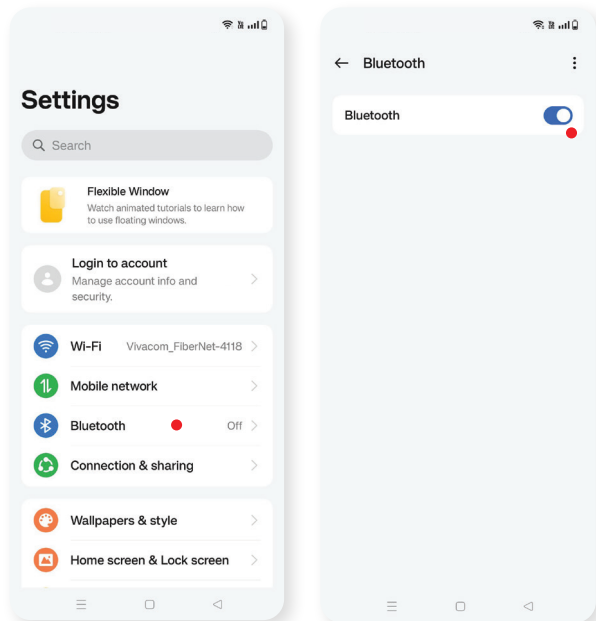 Settings
Search
Flexible Window
Watch animated tutorials to learn how
to use floating windows.
Login to account
Manage account info and
security.
Wi-Fi Vivacom_FiberNet-4118
Mobile network
Bluetooth Off
Connection & sharing
Wallpapers & style
Home screen & Lock screen
Bluetooth
Bluetooth